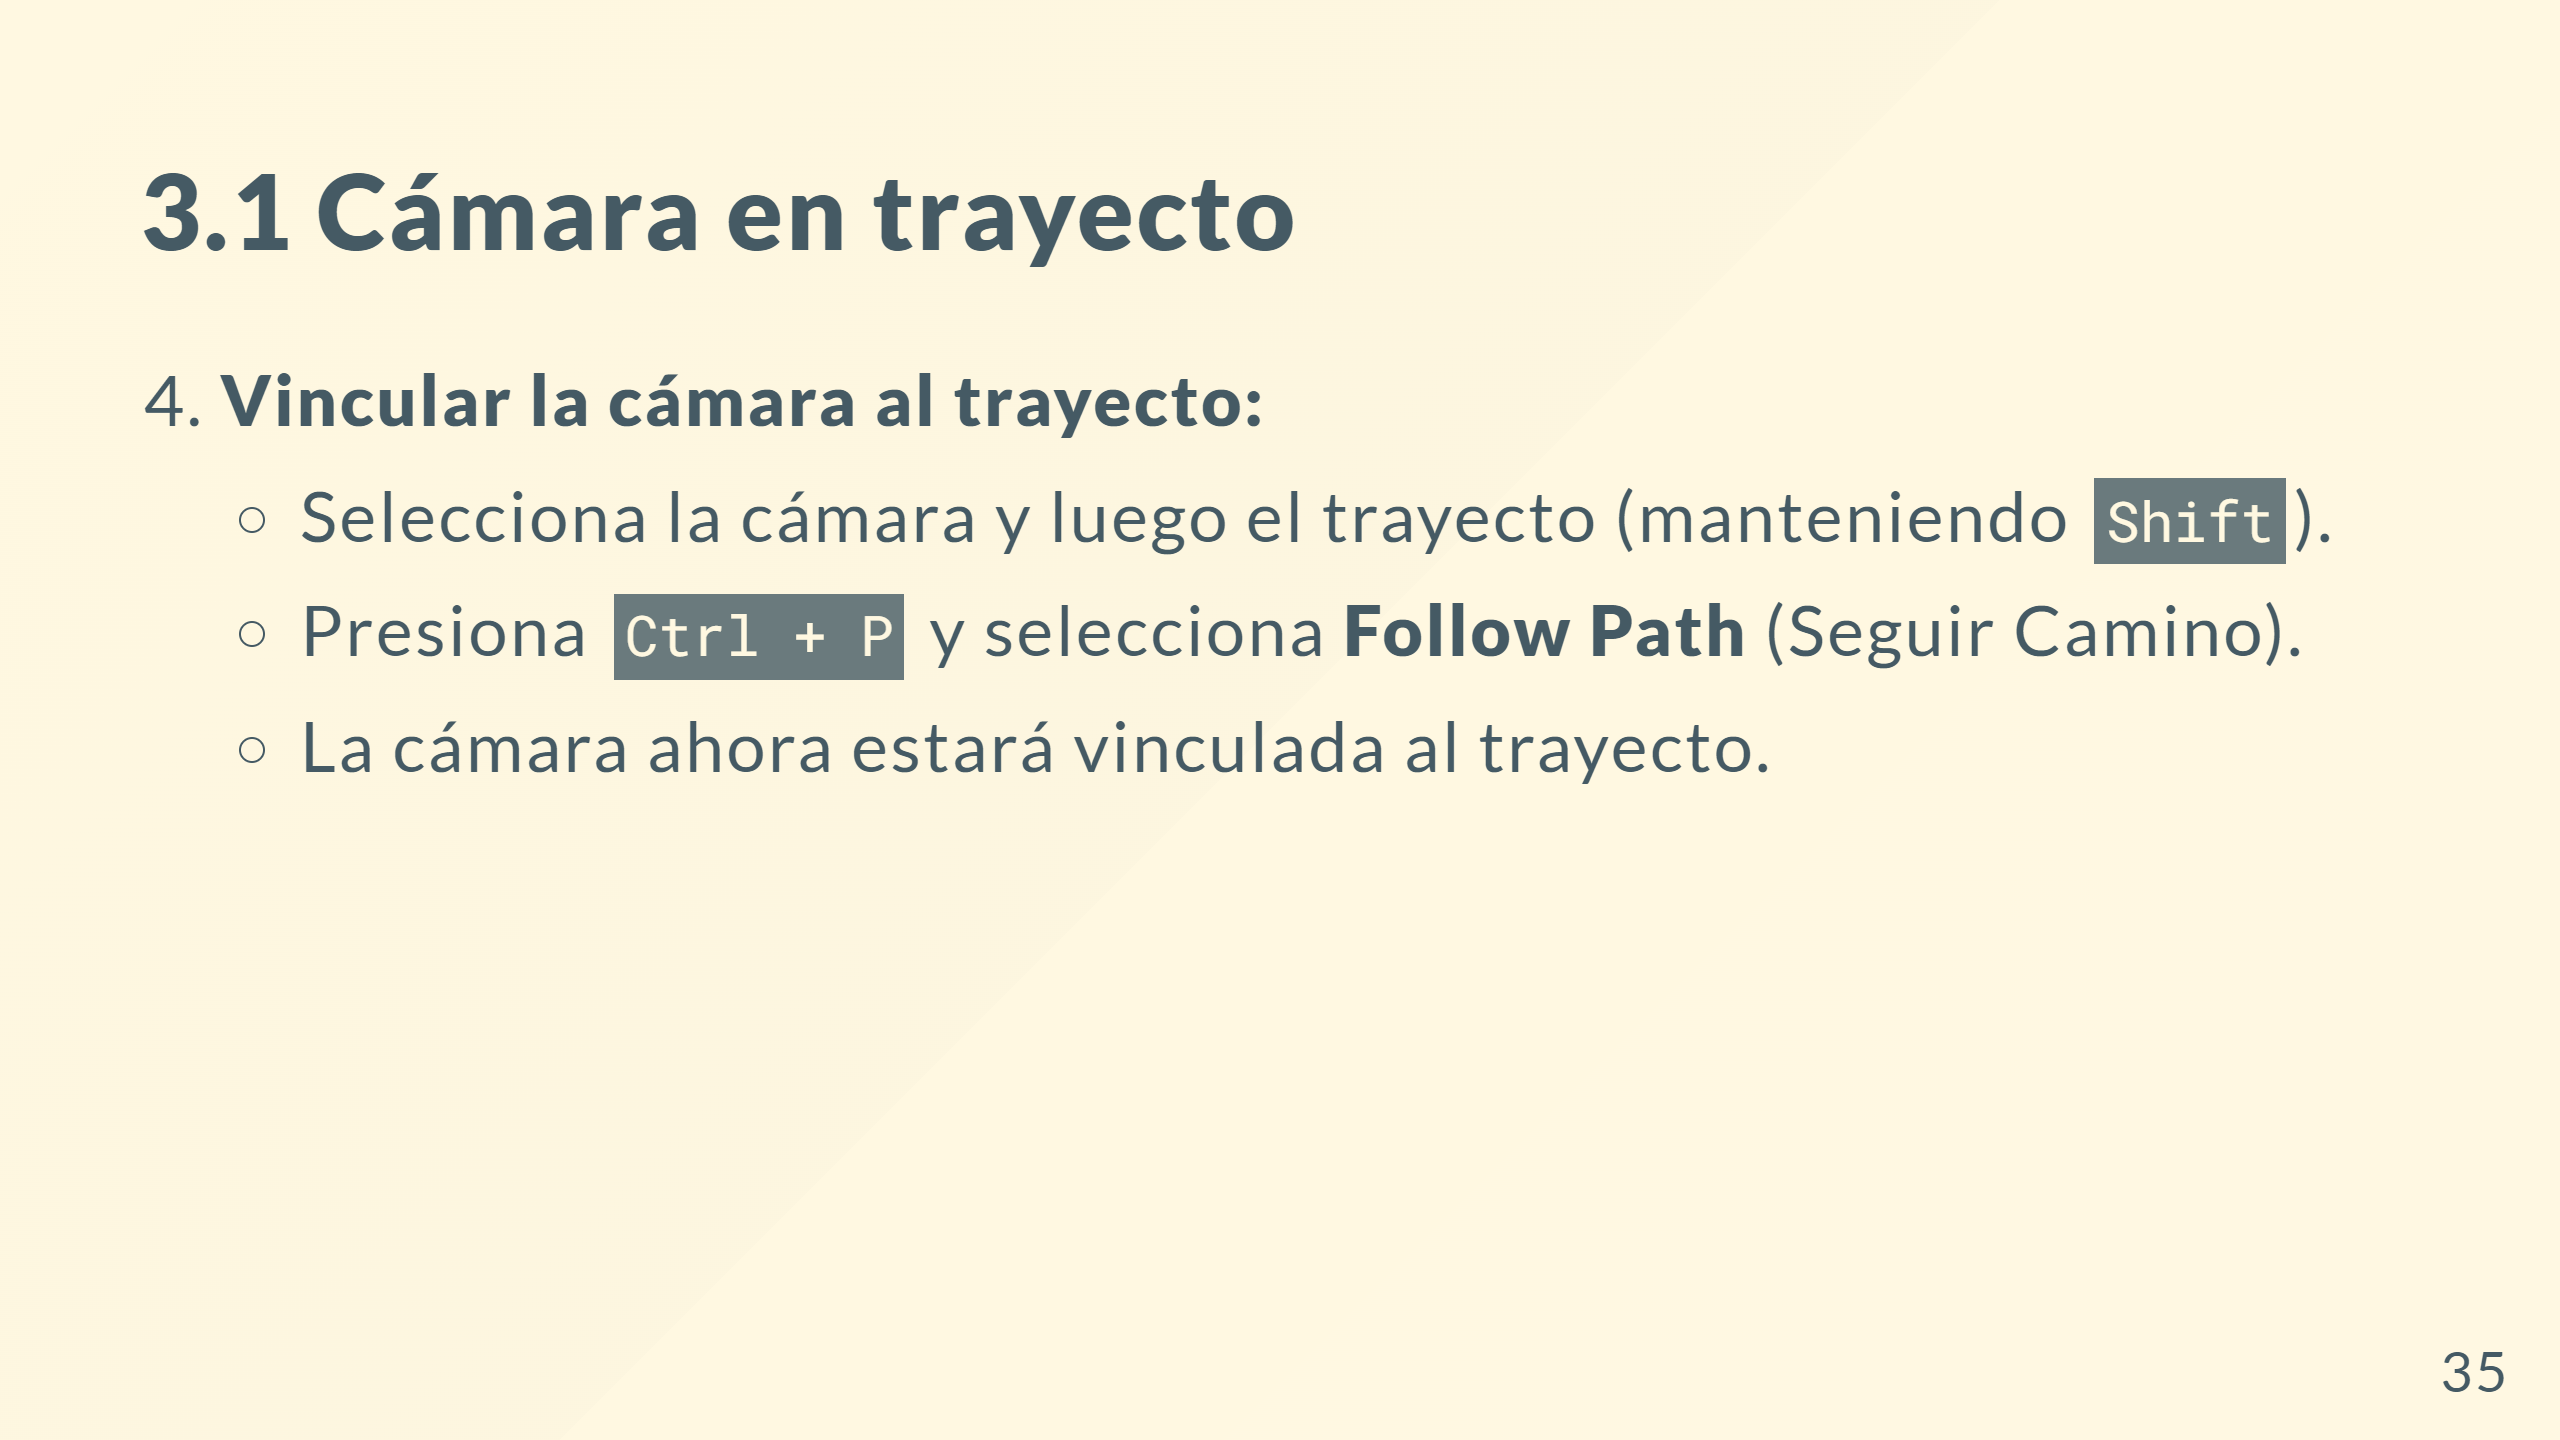 3.1 Cámara en trayecto
4. Vincular la cámara al trayecto:
○ Selecciona la cámara y luego el trayecto (manteniendo Shift).
○ Presiona Ctrl + P y selecciona Follow Path (Seguir Camino).
○ La cámara ahora estará vinculada al trayecto.
35